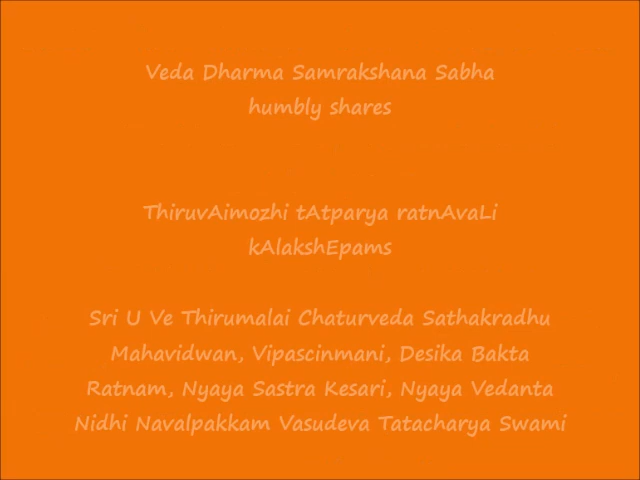 Veda Dharma Samrakshana Sabha
humbly shares
ThiruvAimozhi tAtparya ratnAvaLi
kAlakshEpams
Sri U Ve Thirumalai Chaturveda Sathakradhu
Mahavidwan, Vipascinmani, Desika Bakta
Ratnam, Nyaya Sastra Kesari, Nyaya Vedanta
Nidhi Navalpakkam Vasudeva Tatacharya Swami